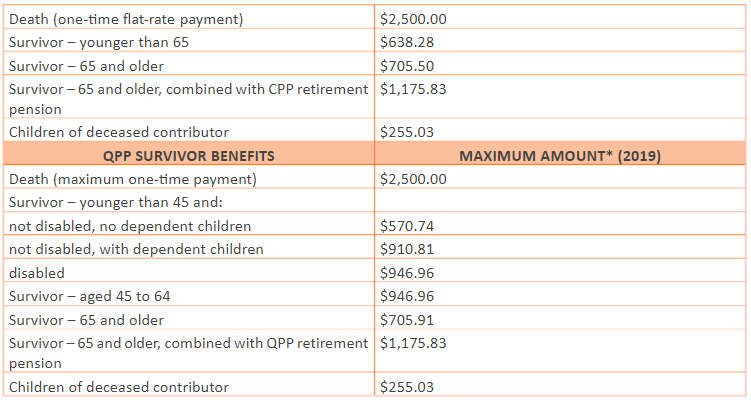 Death (one-time flat-rate payment) $2,500.00
Survivor – younger than 65 $638.28
Survivor – 65 and older $705.50
Survivor – 65 and older, combined with CPP retirement $1,175.83
pension
Children of deceased contributor $255.03
QPP SURVIVOR BENEFITS MAXIMUM AMOUNT* (2019)
Death (maximum one-time payment) $2,500.00
Survivor – younger than 45 and:
not disabled, no dependent children $570.74
not disabled, with dependent children $910.81
disabled $946.96
Survivor – aged 45 to 64 $946.96
Survivor – 65 and older $705.91
Survivor – 65 and older, combined with QPP retirement $1,175.83
pension
Children of deceased contributor $255.03